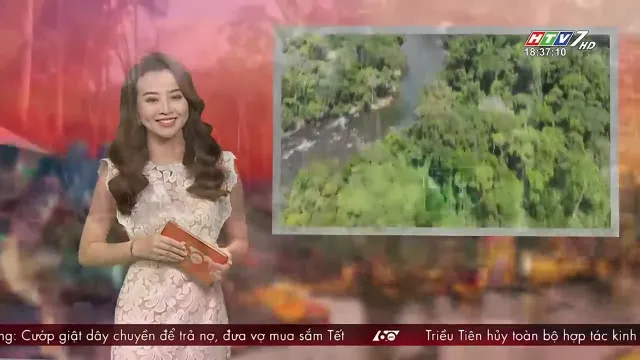 HTV7 HD
18:37:10
ng: Cướp giật dây chuyền để trả nợ, đưa vợ mua sắm Tết 60 Triều Tiên hủy toàn bộ hợp tác kinh